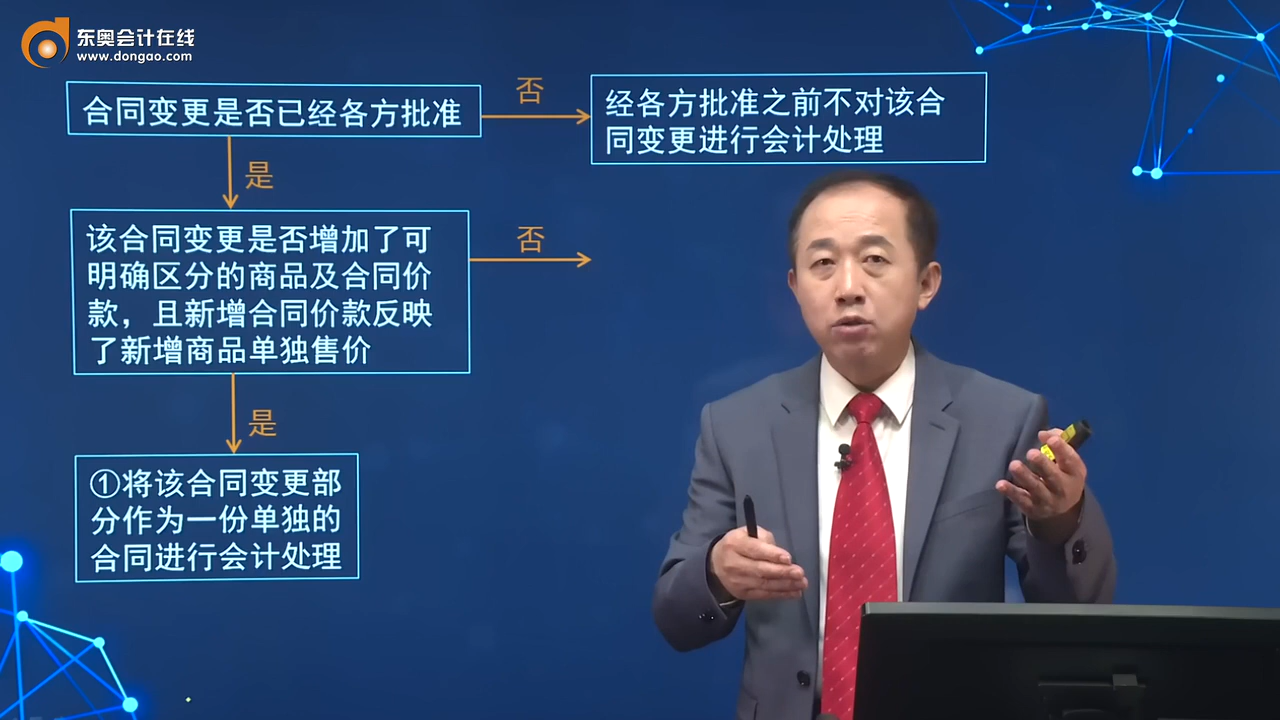 东奥会计在线
www.dongao.com
合同变更是否已经各方批准
否
经各方批准之前不对该合
同变更进行会计处理
是
该合同变更是否增加了可
明确区分的商品及合同价
款，且新增合同价款反映
了新增商品单独售价
否
是
①将该合同变更部
分作为一份单独的
合同进行会计处理